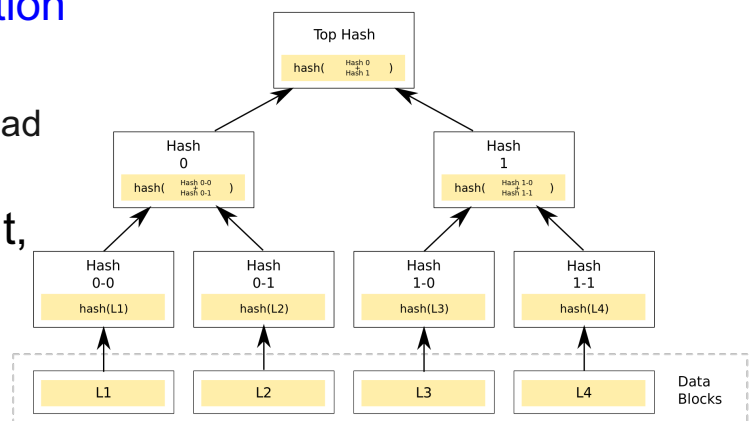 tion
Top Hash
hash( Hash 0 + Hash 1 )
ad
Hash 0
hash( Hash 0-0 + Hash 0-1 )
Hash 1
hash( Hash 1-0 + Hash 1-1 )
t,
Hash 0-0
hash(L1)
Hash 0-1
hash(L2)
Hash 1-0
hash(L3)
Hash 1-1
hash(L4)
L1
L2
L3
L4
Data
Blocks